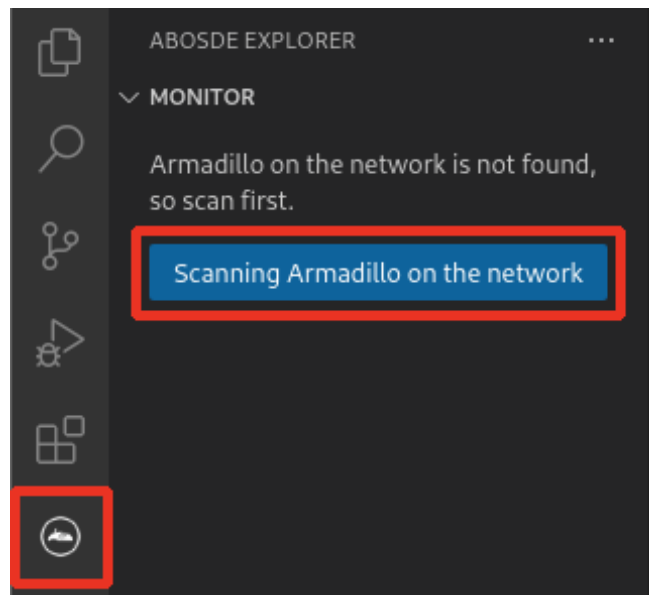 ABOSDE EXPLORER ...
MONITOR
Armadillo on the network is not found,
so scan first.
Scanning Armadillo on the network